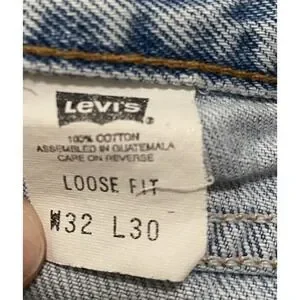 Levi's
®
100% COTTON
ASSEMBLED IN GUATEMALA
CARE ON REVERSE
LOOSE FIT
W32 L30